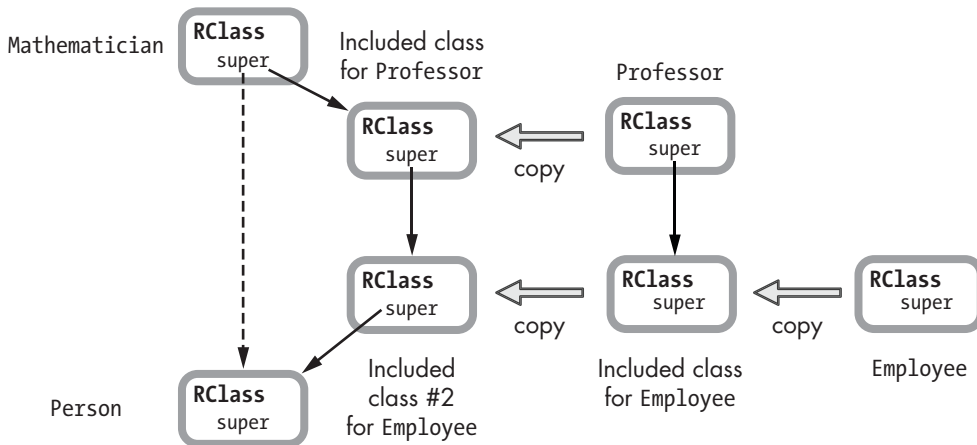 Mathematician
RClass
super
Included class
for Professor
Professor
RClass
super
copy
RClass
super
RClass
super
copy
RClass
super
copy
RClass
super
Person
RClass
super
Included
class #2
for Employee
Included class
for Employee
Employee